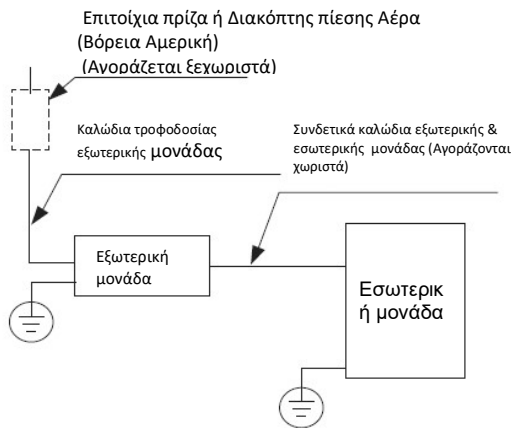 Επιτοίχια πρίζα ή Διακόπτης πίεσης Αέρα
(Βόρεια Αμερική)
(Αγοράζεται ξεχωριστά)
Καλώδια τροφοδοσίας
εξωτερικής μονάδας
Συνδετικά καλώδια εξωτερικής &
εσωτερικής μονάδας (Αγοράζονται
χωριστά)
Εξωτερική
μονάδα
Εσωτερικ
ή μονάδα